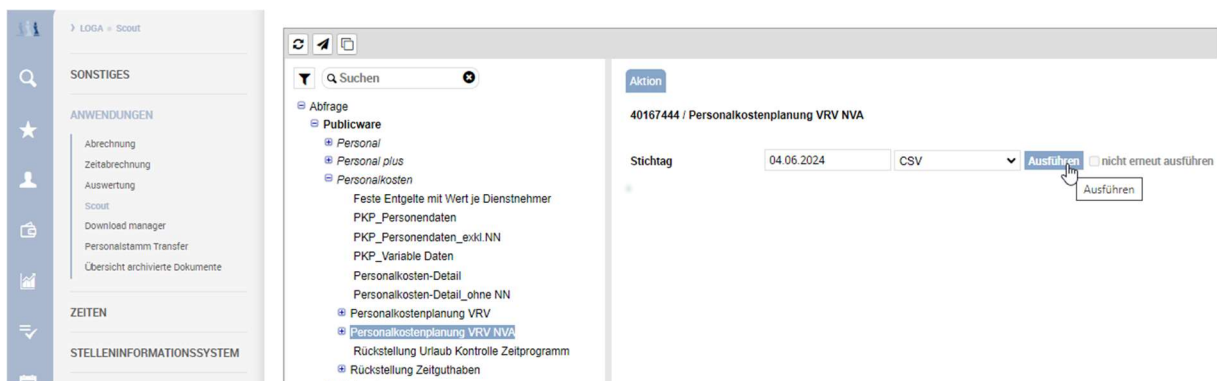 > LOGA » Scout
SONSTIGES
ANWENDUNGEN
Abrechnung
Zeitabrechnung
Auswertung
Scout
Download manager
Personalstamm Transfer
Übersicht archivierte Dokumente
ZEITEN
STELLENINFORMATIONSSYSTEM
Suchen
Abfrage
Publicware
Personal
Personal plus
Personalkosten
Feste Entgelte mit Wert je Dienstnehmer
PKP_Personendaten
PKP_Personendaten_exkl.NN
PKP_Variable Daten
Personalkosten-Detail
Personalkosten-Detail_ohne NN
Personalkostenplanung VRV
Personalkostenplanung VRV NVA
Rückstellung Urlaub Kontrolle Zeitprogramm
Rückstellung Zeitguthaben
Aktion
40167444 / Personalkostenplanung VRV NVA
Stichtag 04.06.2024 CSV Ausführen nicht erneut ausführen
Ausführen